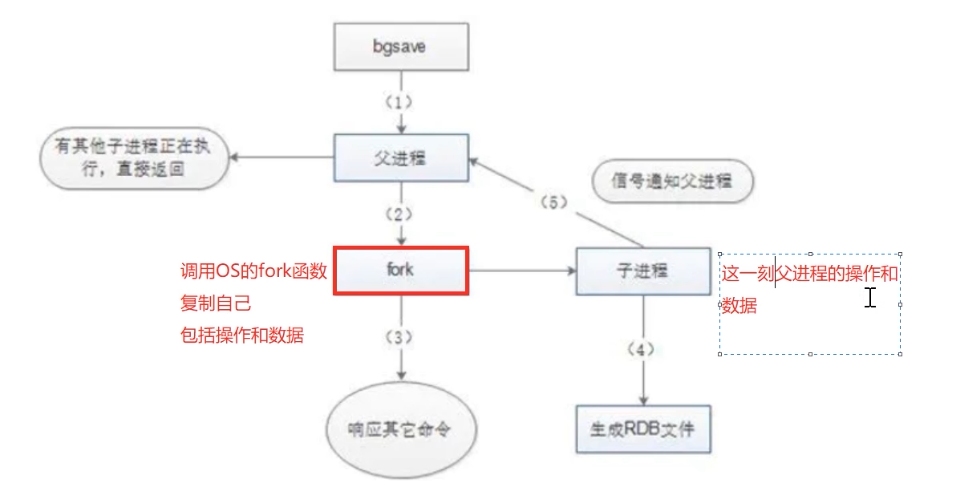 bgsave
(1)
有其他子进程正在执
行，直接返回
父进程
信号通知父进程
(5)
(2)
调用OS的fork函数
复制自己
包括操作和数据
fork
子进程
这一刻父进程的操作和
数据
(3)
(4)
响应其它命令
生成RDB文件